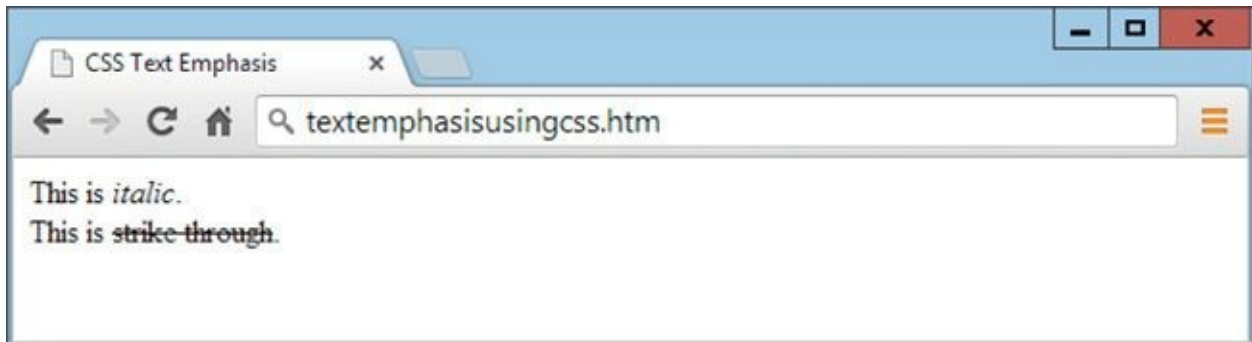 CSS Text Emphasis
textemphasisusingcss.htm
This is italic.
This is strike through.